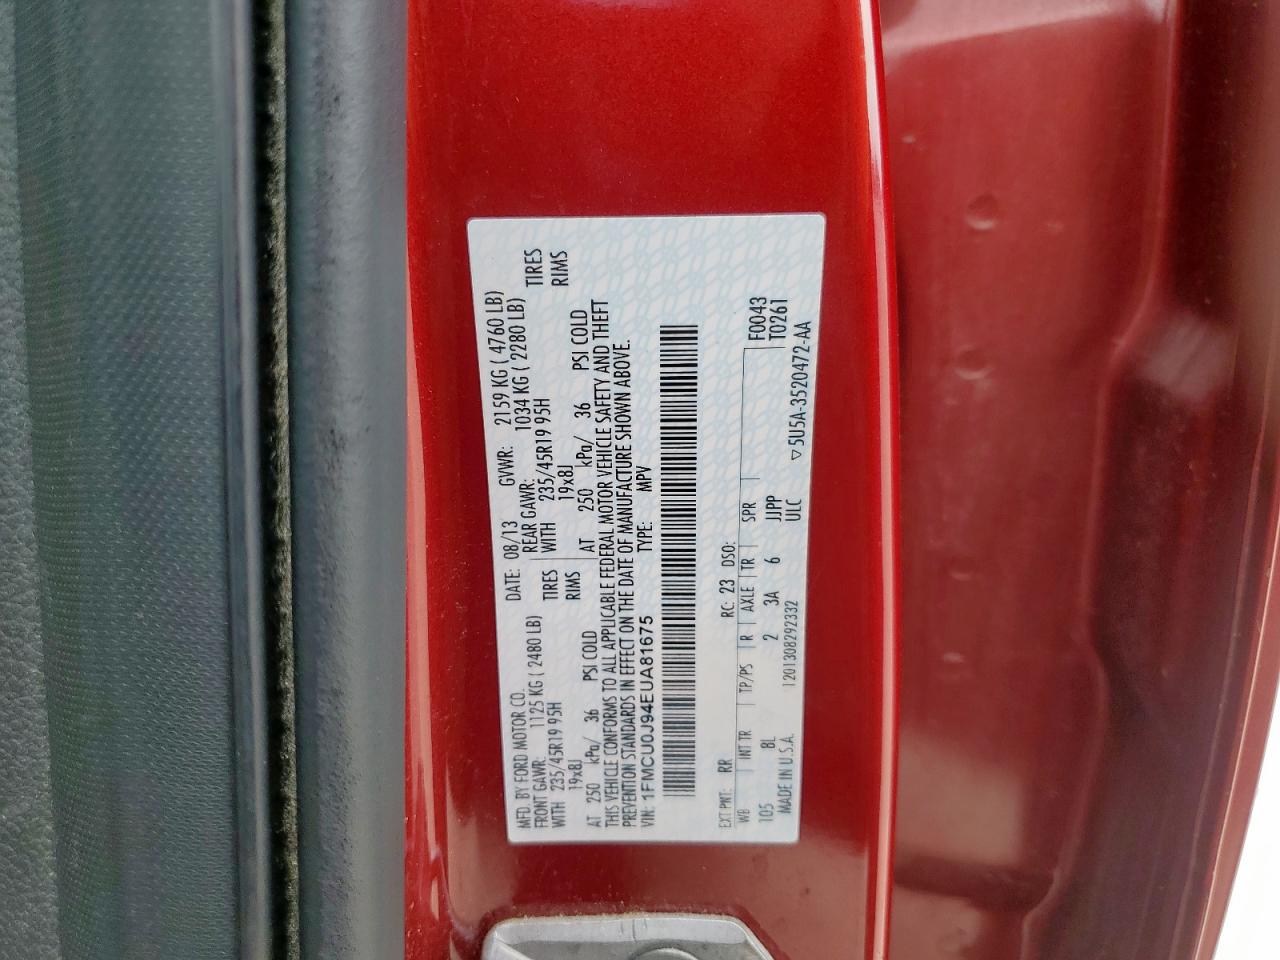 MFD. BY FORD MOTOR CO. DATE: 08/13 GVWR: 2159 KG ( 4760 LB)
FRONT GAWR: 1125 KG ( 2480 LB) REAR GAWR: 1034 KG ( 2280 LB)
WITH 235/45R19 95H TIRES WITH 235/45R19 95H TIRES
19x8J RIMS 19x8J RIMS
AT 250 kPa/ 36 PSI COLD AT 250 kPa/ 36 PSI COLD
THIS VEHICLE CONFORMS TO ALL APPLICABLE FEDERAL MOTOR VEHICLE SAFETY AND THEFT
PREVENTION STANDARDS IN EFFECT ON THE DATE OF MANUFACTURE SHOWN ABOVE.
VIN: 1FMCU0J94EUA81675 TYPE: MPV
EXT PNT: RR RC: 23 DSO: F0043
WB INT TR TP/PS R AXLE TR SPR T0261
105 8L 2 3A 6 JJPP
MADE IN U.S.A. 1201308292332 ULC ▽5U5A-3520472-AA